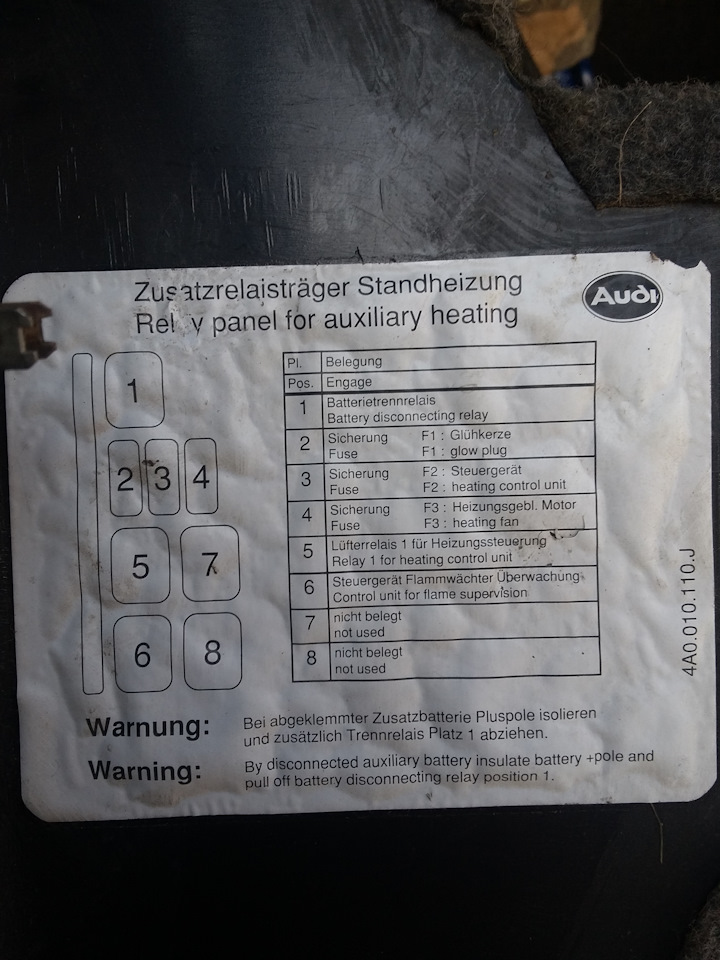 Zusatzrelaisträger Standheizung
Audi
panel for auxiliary heating
1
2 3 4
5 7
6 8
Pl. Belegung
Pos. Engage
1 Batterietrennrelais
Battery disconnecting relay
2 Sicherung F1 : Glühkerze
Fuse F1 : glow plug
3 Sicherung F2 : Steuergerät
Fuse F2 : heating control unit
4 Sicherung F3 : Heizungsgebl. Motor
Fuse F3 : heating fan
5 Lüfterrelais 1 für Heizungssteuerung
Relay 1 for heating control unit
6 Steuergerät Flammwächter Überwachung
Control unit for flame supervision
7 nicht belegt
not used
8 nicht belegt
not used
4A0.010.110.J
Warnung: Bei abgeklemmter Zusatzbatterie Pluspole isolieren
und zusätzlich Trennrelais Platz 1 abziehen.
Warning: By disconnected auxiliary battery insulate battery +pole and
pull off battery disconnecting relay position 1.